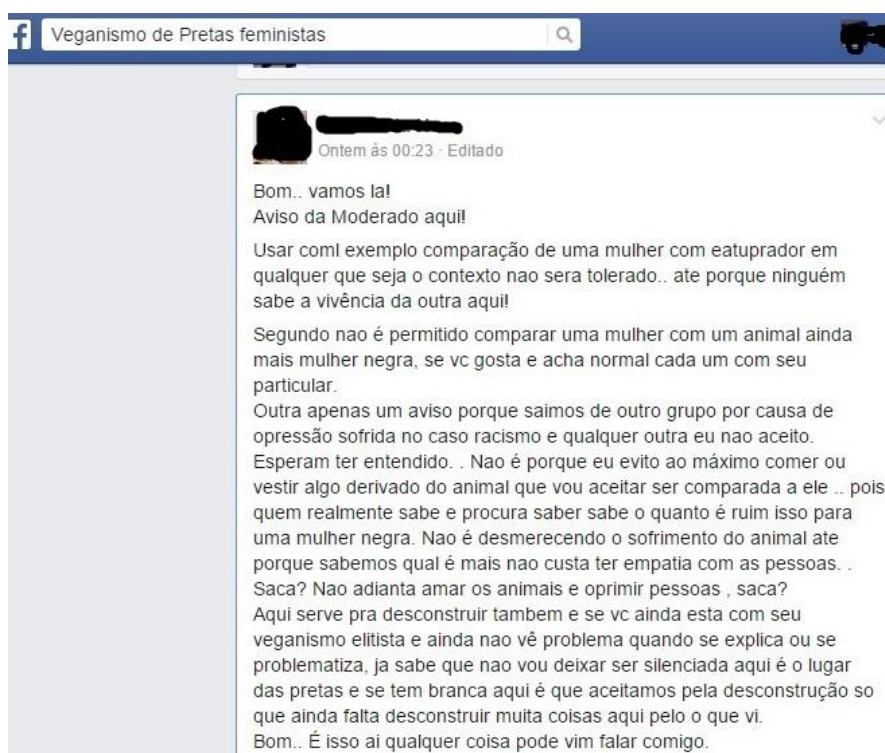 f Veganismo de Pretas feministas
Ontem às 00:23 · Editado
Bom.. vamos la!
Aviso da Moderado aqui!
Usar coml exemplo comparação de uma mulher com eatuprador em
qualquer que seja o contexto nao sera tolerado.. ate porque ninguém
sabe a vivência da outra aqui!
Segundo nao é permitido comparar uma mulher com um animal ainda
mais mulher negra, se vc gosta e acha normal cada um com seu
particular.
Outra apenas um aviso porque saimos de outro grupo por causa de
opressão sofrida no caso racismo e qualquer outra eu nao aceito.
Esperam ter entendido. . Nao é porque eu evito ao máximo comer ou
vestir algo derivado do animal que vou aceitar ser comparada a ele .. pois
quem realmente sabe e procura saber sabe o quanto é ruim isso para
uma mulher negra. Nao é desmerecendo o sofrimento do animal ate
porque sabemos qual é mais nao custa ter empatia com as pessoas. .
Saca? Nao adianta amar os animais e oprimir pessoas , saca?
Aqui serve pra desconstruir tambem e se vc ainda esta com seu
veganismo elitista e ainda nao vê problema quando se explica ou se
problematiza, ja sabe que nao vou deixar ser silenciada aqui é o lugar
das pretas e se tem branca aqui é que aceitamos pela desconstrução so
que ainda falta desconstruir muita coisas aqui pelo o que vi.
Bom.. É isso ai qualquer coisa pode vim falar comigo.